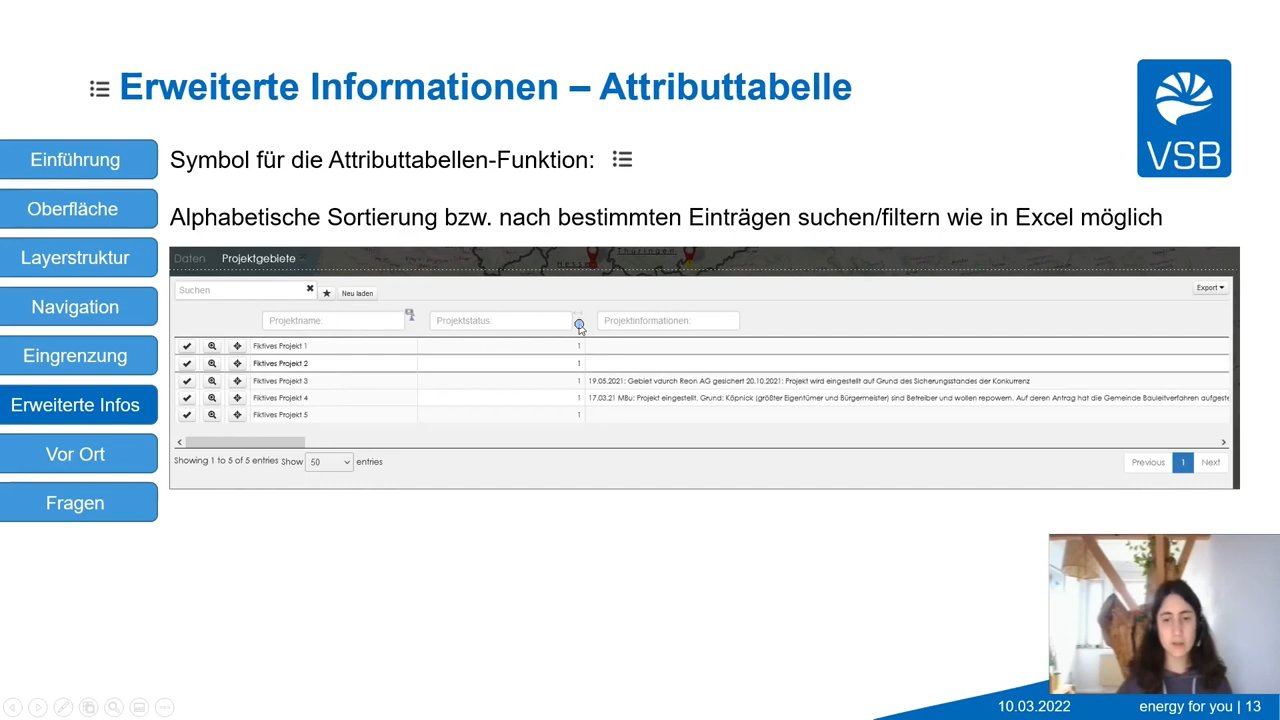 Erweiterte Informationen – Attributtabelle
VSB
Einführung
Oberfläche
Layerstruktur
Navigation
Eingrenzung
Erweiterte Infos
Vor Ort
Fragen
Symbol für die Attributtabellen-Funktion:
Alphabetische Sortierung bzw. nach bestimmten Einträgen suchen/filtern wie in Excel möglich
Thüringen
Daten Projektgebiete
Suchen Neu laden Export
Projektname: Projektstatus: Projektinformationen:
Fiktives Projekt 1 1
Fiktives Projekt 2 1
Fiktives Projekt 3 1 19.05.2021: Gebiet vdurch Reon AG gesichert 20.10.2021: Projekt wird eingestellt auf Grund des Sicherungsstandes der Konkurrenz
Fiktives Projekt 4 1 17.03.21 MBu: Projekt eingestellt. Grund: Köpnick (größter Eigentümer und Bürgermeister) sind Betreiber und wollen repowern. Auf deren Antrag hat die Gemeinde Bauleitverfahren aufgeste
Fiktives Projekt 5 1
Showing 1 to 5 of 5 entries Show 50 entries
Previous 1 Next
10.03.2022 energy for you | 13